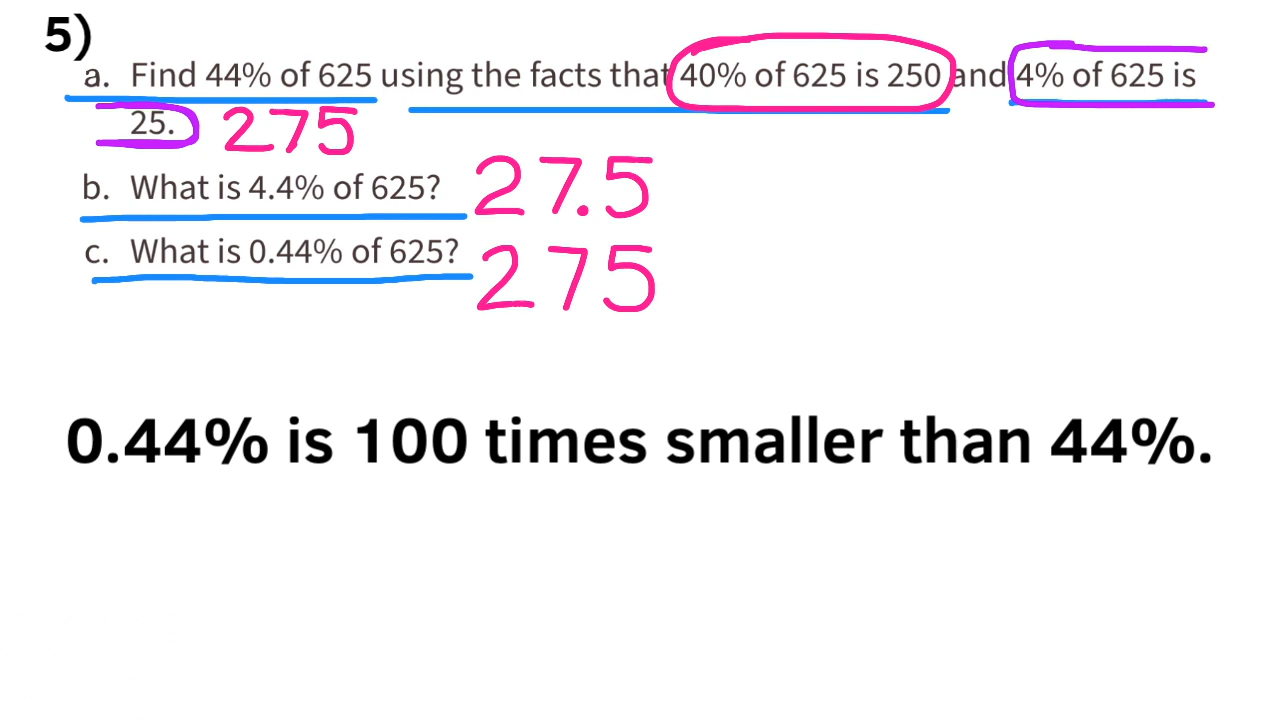 5)
a. Find 44% of 625 using the facts that 40% of 625 is 250 and 4% of 625 is
25. 275
b. What is 4.4% of 625? 27.5
c. What is 0.44% of 625? 275
0.44% is 100 times smaller than 44%.